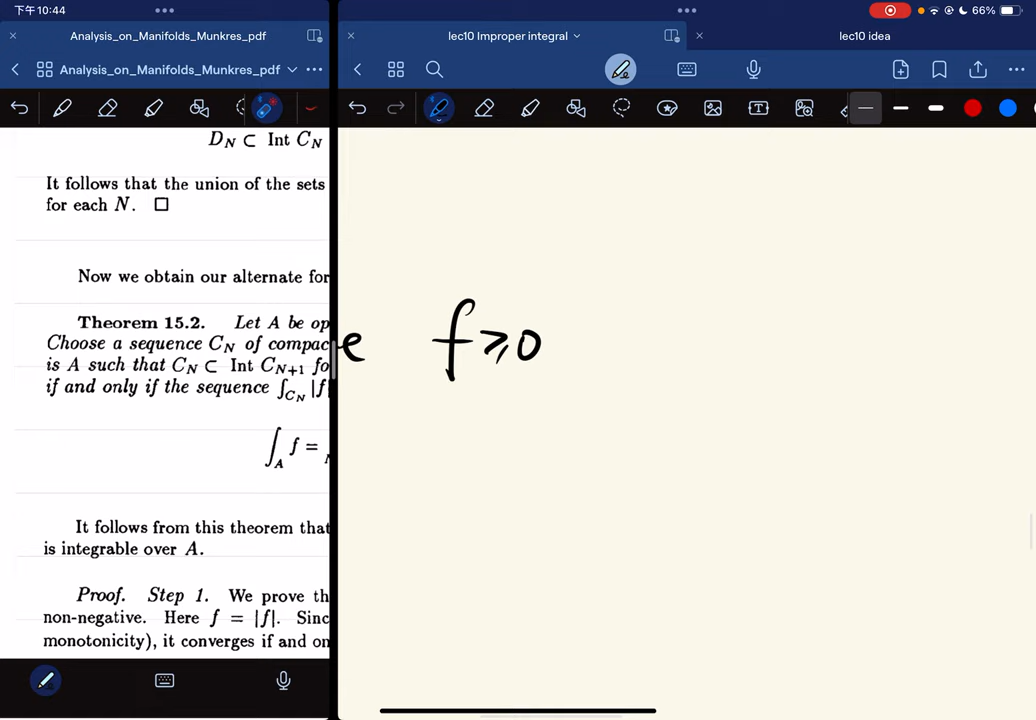 下午10:44
66%
Analysis_on_Manifolds_Munkres_pdf
lec10 Improper integral
lec10 idea
Analysis_on_Manifolds_Munkres_pdf
D_N ⊂ Int C_N
It follows that the union of the sets
for each N. □
Now we obtain our alternate for
Theorem 15.2. Let A be op
Choose a sequence C_N of compac
is A such that C_N ⊂ Int C_{N+1} fo
if and only if the sequence ∫_{C_N} |f|
∫_A f =
It follows from this theorem that
is integrable over A.
Proof. Step 1. We prove th
non-negative. Here f = |f|. Sinc
monotonicity), it converges if and on
e f ⩾ 0